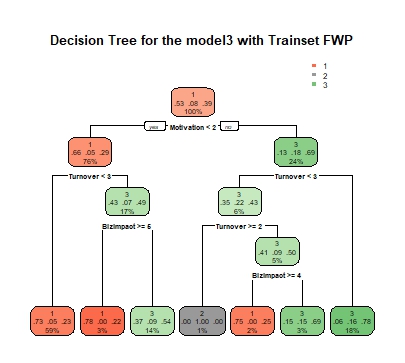 Decision Tree for the model3 with Trainset FWP
1
2
3
1
.53 .08 .39
100%
yes
Motivation < 2
no
1
.66 .05 .29
76%
3
.13 .18 .69
24%
Turnover < 3
Turnover < 3
3
.43 .07 .49
17%
3
.35 .22 .43
6%
Bizimpact >= 5
Turnover >= 2
3
.41 .09 .50
5%
Bizimpact >= 4
1
.73 .05 .23
59%
1
.78 .00 .22
3%
3
.37 .09 .54
14%
2
.00 1.00 .00
1%
1
.75 .00 .25
2%
3
.15 .15 .69
3%
3
.06 .16 .78
18%